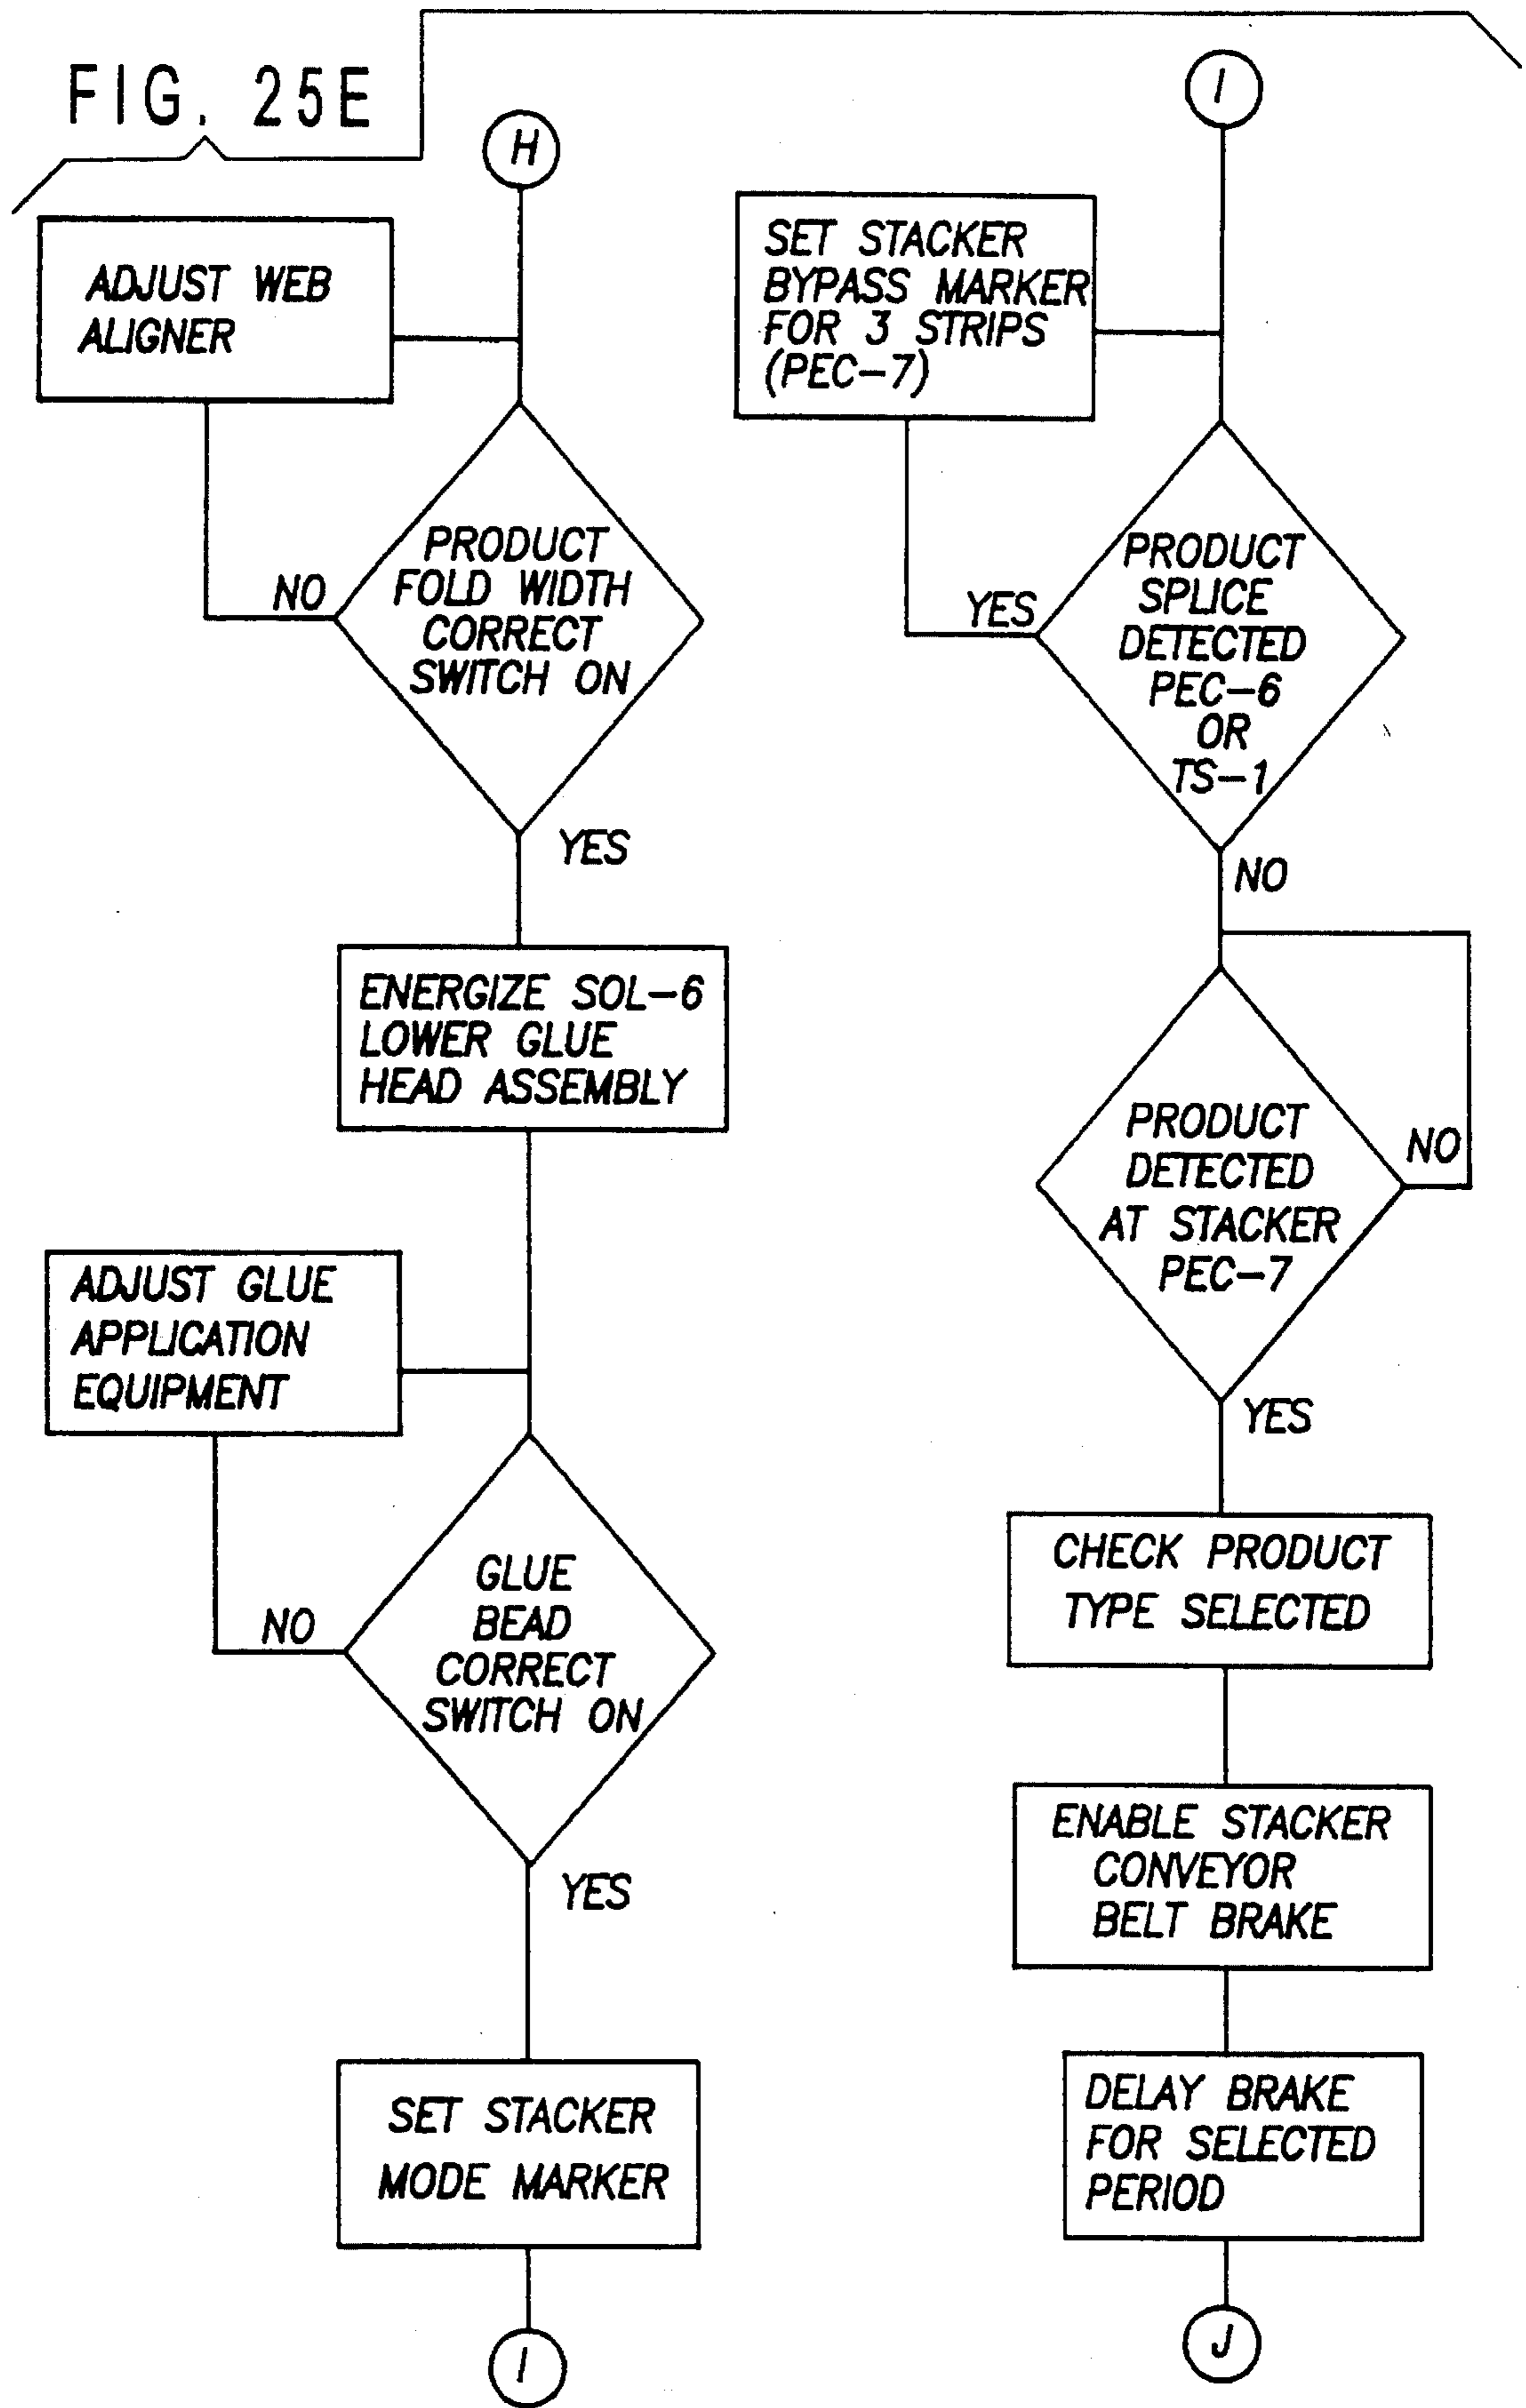 FIG. 25E
H
ADJUST WEB
ALIGNER
PRODUCT
FOLD WIDTH
CORRECT
SWITCH ON
NO
YES
ENERGIZE SOL-6
LOWER GLUE
HEAD ASSEMBLY
ADJUST GLUE
APPLICATION
EQUIPMENT
GLUE
BEAD
CORRECT
SWITCH ON
NO
YES
SET STACKER
MODE MARKER
I
I
SET STACKER
BYPASS MARKER
FOR 3 STRIPS
(PEC-7)
PRODUCT
SPLICE
DETECTED
PEC-6
OR
TS-1
YES
NO
PRODUCT
DETECTED
AT STACKER
PEC-7
NO
YES
CHECK PRODUCT
TYPE SELECTED
ENABLE STACKER
CONVEYOR
BELT BRAKE
DELAY BRAKE
FOR SELECTED
PERIOD
J